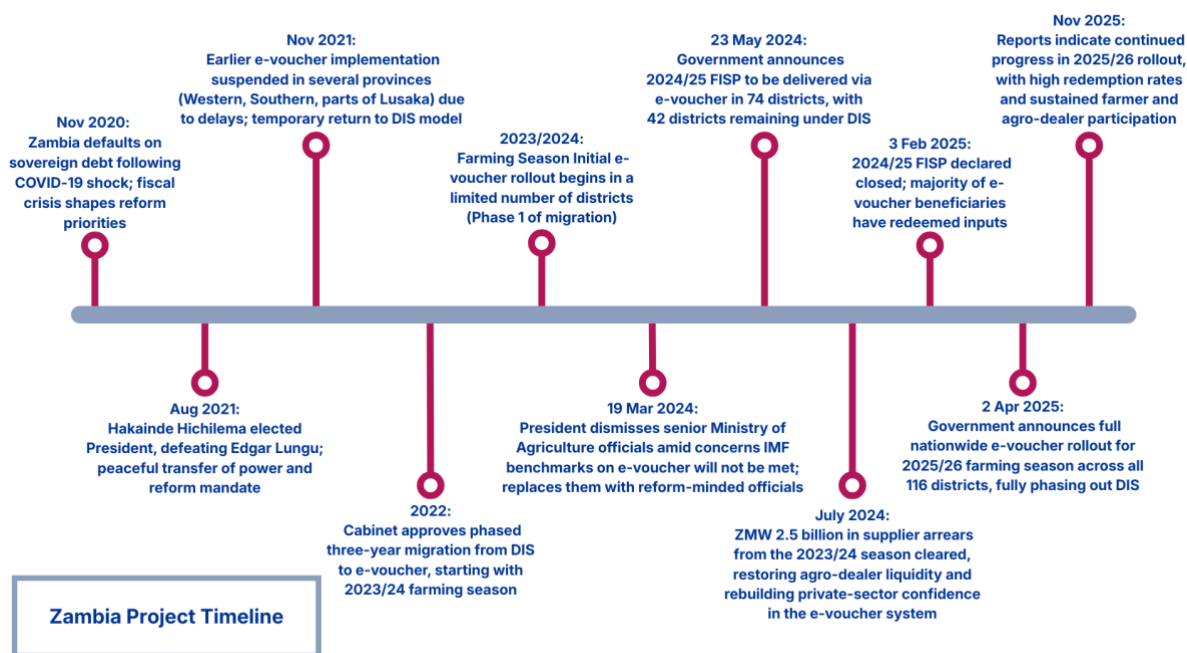 Nov 2020:
Zambia defaults on
sovereign debt following
COVID-19 shock; fiscal
crisis shapes reform
priorities
Aug 2021:
Hakainde Hichilema elected
President, defeating Edgar Lungu;
peaceful transfer of power and
reform mandate
Nov 2021:
Earlier e-voucher implementation
suspended in several provinces
(Western, Southern, parts of Lusaka) due
to delays; temporary return to DIS model
2022:
Cabinet approves phased
three-year migration from DIS
to e-voucher, starting with
2023/24 farming season
2023/2024:
Farming Season Initial e-
voucher rollout begins in a
limited number of districts
(Phase 1 of migration)
19 Mar 2024:
President dismisses senior Ministry of
Agriculture officials amid concerns IMF
benchmarks on e-voucher will not be met;
replaces them with reform-minded officials
23 May 2024:
Government announces
2024/25 FISP to be delivered via
e-voucher in 74 districts, with
42 districts remaining under DIS
July 2024:
ZMW 2.5 billion in supplier arrears
from the 2023/24 season cleared,
restoring agro-dealer liquidity and
rebuilding private-sector confidence
in the e-voucher system
3 Feb 2025:
2024/25 FISP declared
closed; majority of e-
voucher beneficiaries
have redeemed inputs
2 Apr 2025:
Government announces full
nationwide e-voucher rollout for
2025/26 farming season across all
116 districts, fully phasing out DIS
Nov 2025:
Reports indicate continued
progress in 2025/26 rollout,
with high redemption rates
and sustained farmer and
agro-dealer participation
Zambia Project Timeline